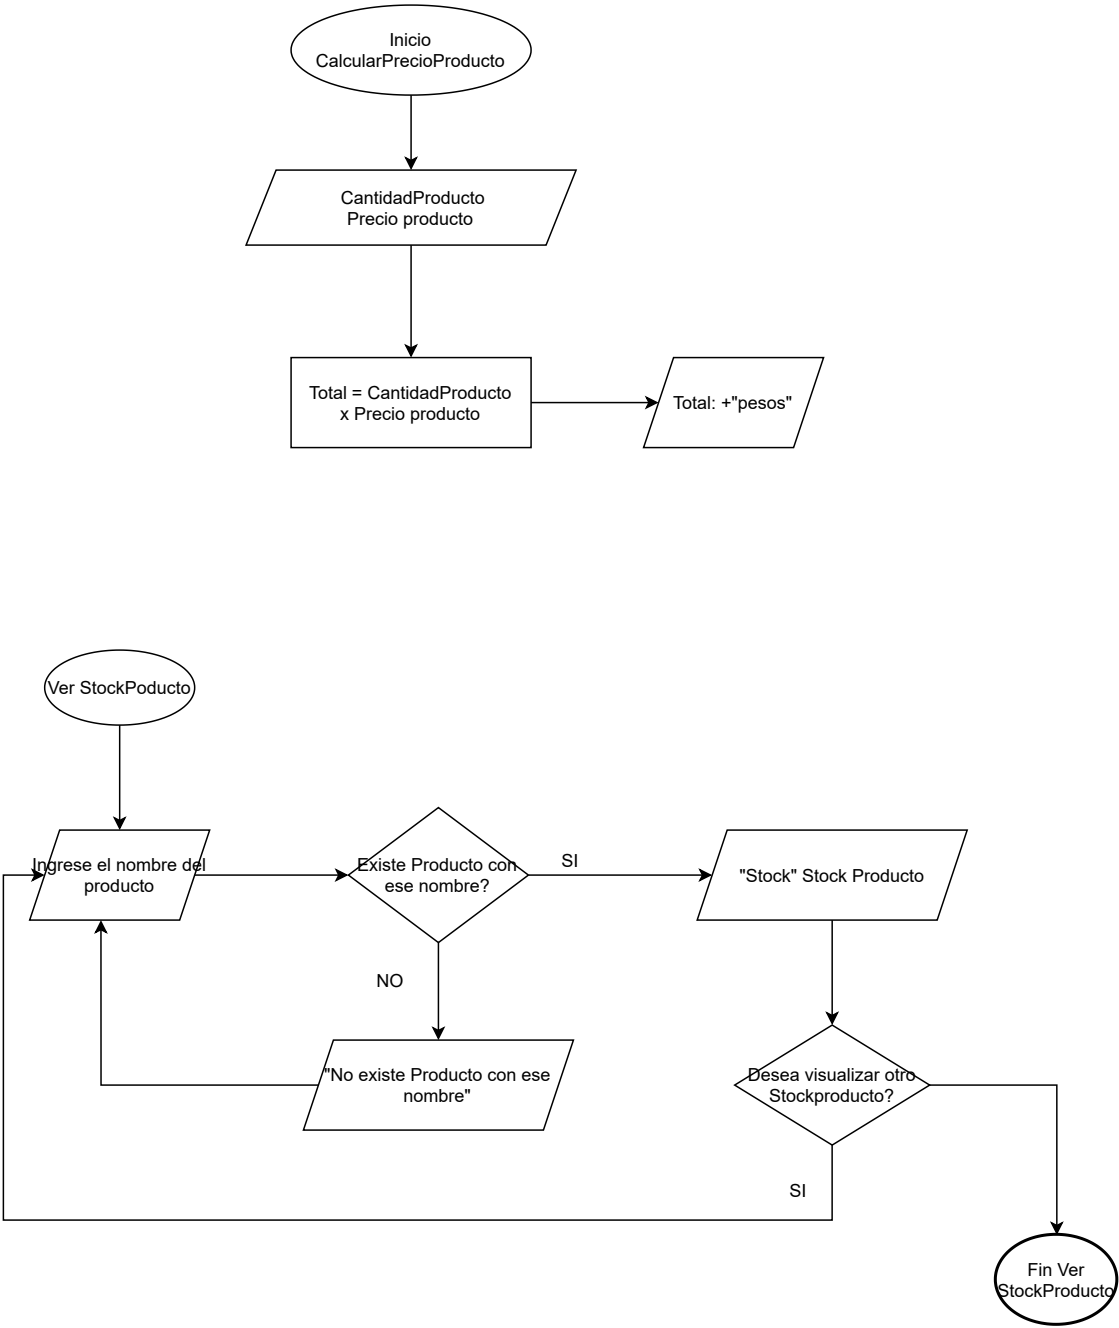 Inicio
CalcularPrecioProducto
CantidadProducto
Precio producto
Total = CantidadProducto
x Precio producto
Total: +"pesos"
Ver StockPoducto
Ingrese el nombre del
producto
Existe Producto con
ese nombre?
SI
"Stock" Stock Producto
NO
"No existe Producto con ese
nombre"
Desea visualizar otro
Stockproducto?
SI
Fin Ver
StockProducto